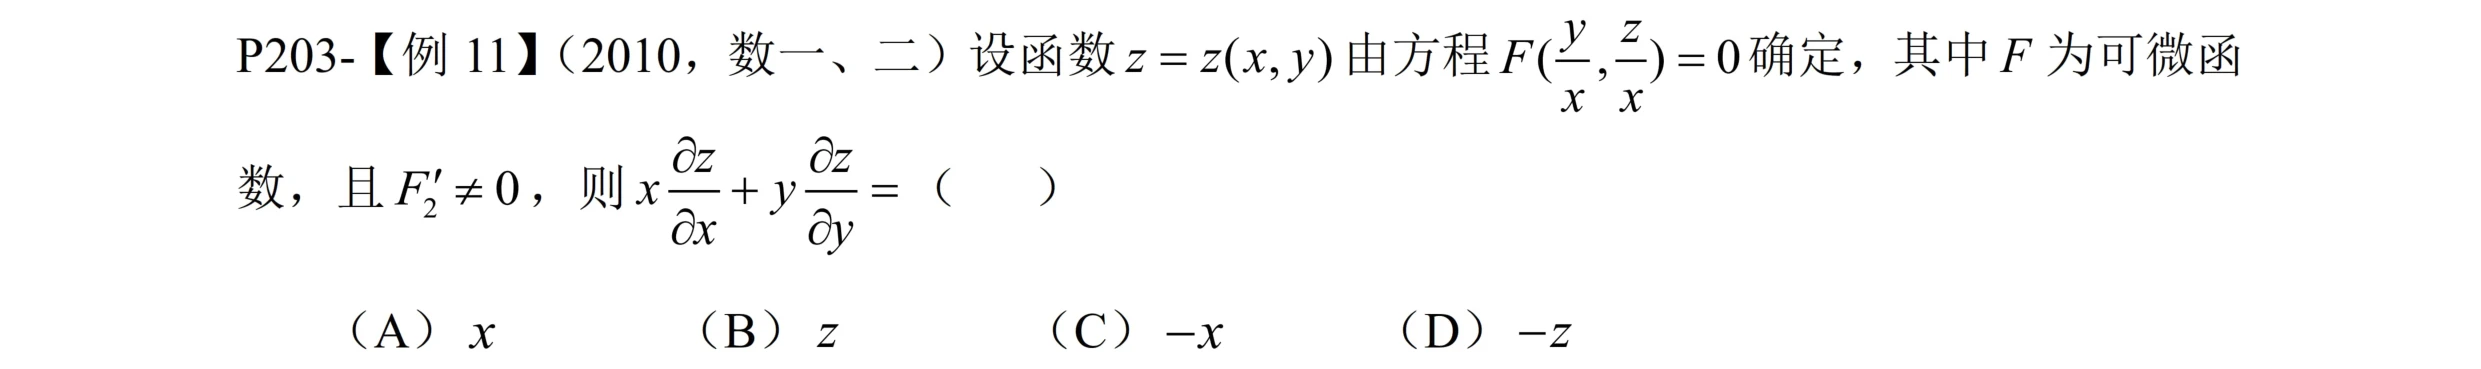 P203-【例 11】（2010，数一、二）设函数 $z = z(x, y)$ 由方程 $F(\frac{y}{x}, \frac{z}{x}) = 0$ 确定，其中 $F$ 为可微函
数，且 $F_2' \neq 0$，则 $x\frac{\partial z}{\partial x} + y\frac{\partial z}{\partial y} =$（　　）
（A）$x$　　（B）$z$　　（C）$-x$　　（D）$-z$